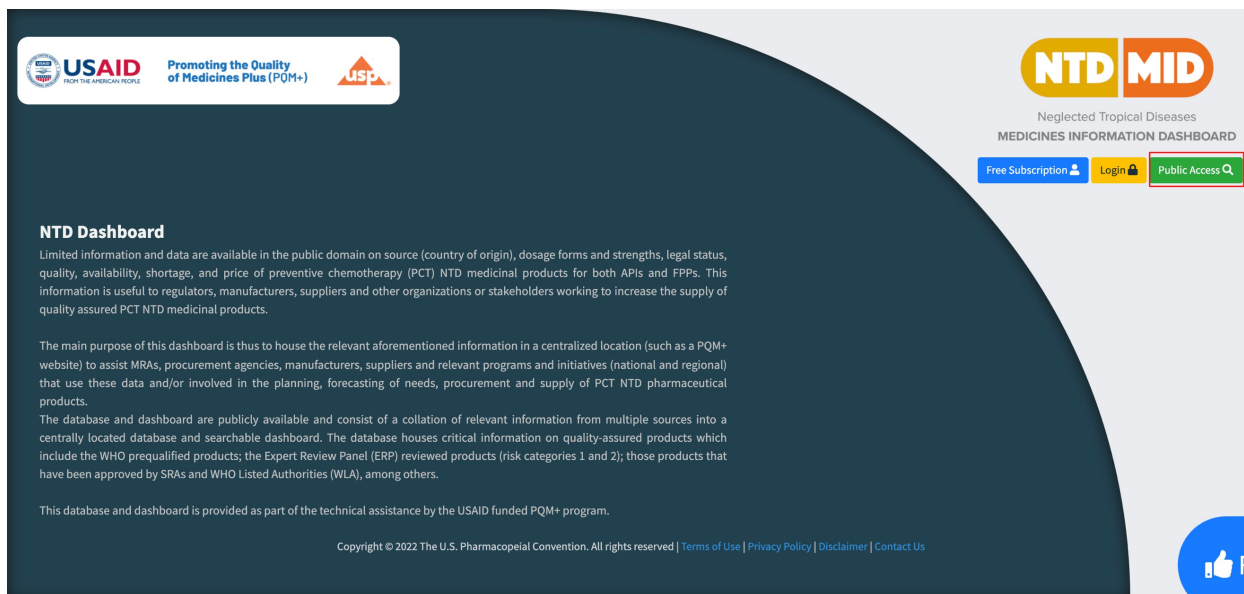 USAID
FROM THE AMERICAN PEOPLE
Promoting the Quality
of Medicines Plus (PQM+)
usp
NTD MID
Neglected Tropical Diseases
MEDICINES INFORMATION DASHBOARD
Free Subscription
Login
Public Access
NTD Dashboard
Limited information and data are available in the public domain on source (country of origin), dosage forms and strengths, legal status,
quality, availability, shortage, and price of preventive chemotherapy (PCT) NTD medicinal products for both APIs and FPPs. This
information is useful to regulators, manufacturers, suppliers and other organizations or stakeholders working to increase the supply of
quality assured PCT NTD medicinal products.
The main purpose of this dashboard is thus to house the relevant aforementioned information in a centralized location (such as a PQM+
website) to assist MRAs, procurement agencies, manufacturers, suppliers and relevant programs and initiatives (national and regional)
that use these data and/or involved in the planning, forecasting of needs, procurement and supply of PCT NTD pharmaceutical
products.
The database and dashboard are publicly available and consist of a collation of relevant information from multiple sources into a
centrally located database and searchable dashboard. The database houses critical information on quality-assured products which
include the WHO prequalified products; the Expert Review Panel (ERP) reviewed products (risk categories 1 and 2); those products that
have been approved by SRAs and WHO Listed Authorities (WLA), among others.
This database and dashboard is provided as part of the technical assistance by the USAID funded PQM+ program.
Copyright © 2022 The U.S. Pharmacopeial Convention. All rights reserved | Terms of Use | Privacy Policy | Disclaimer | Contact Us